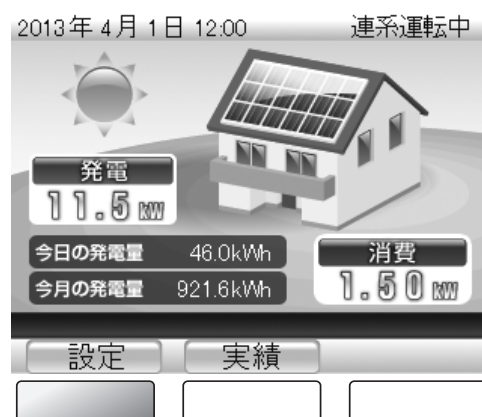 2013年 4月 1日 12:00 連系運転中
発電
11.5 kW
今日の発電量 46.0kWh
今月の発電量 921.6kWh
消費
1.50 kW
設定 実績